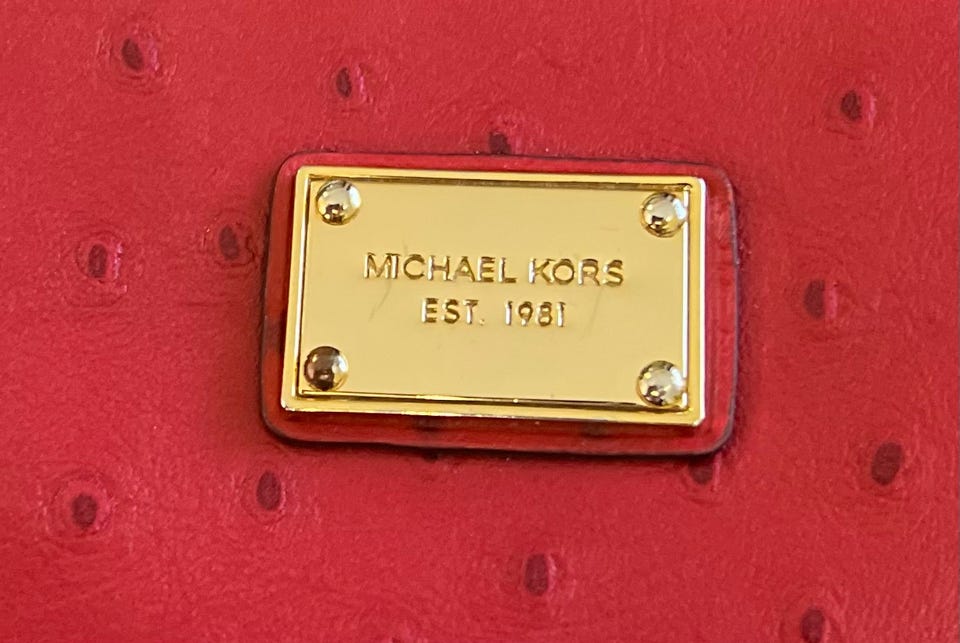 MICHAEL KORS
EST. 1981